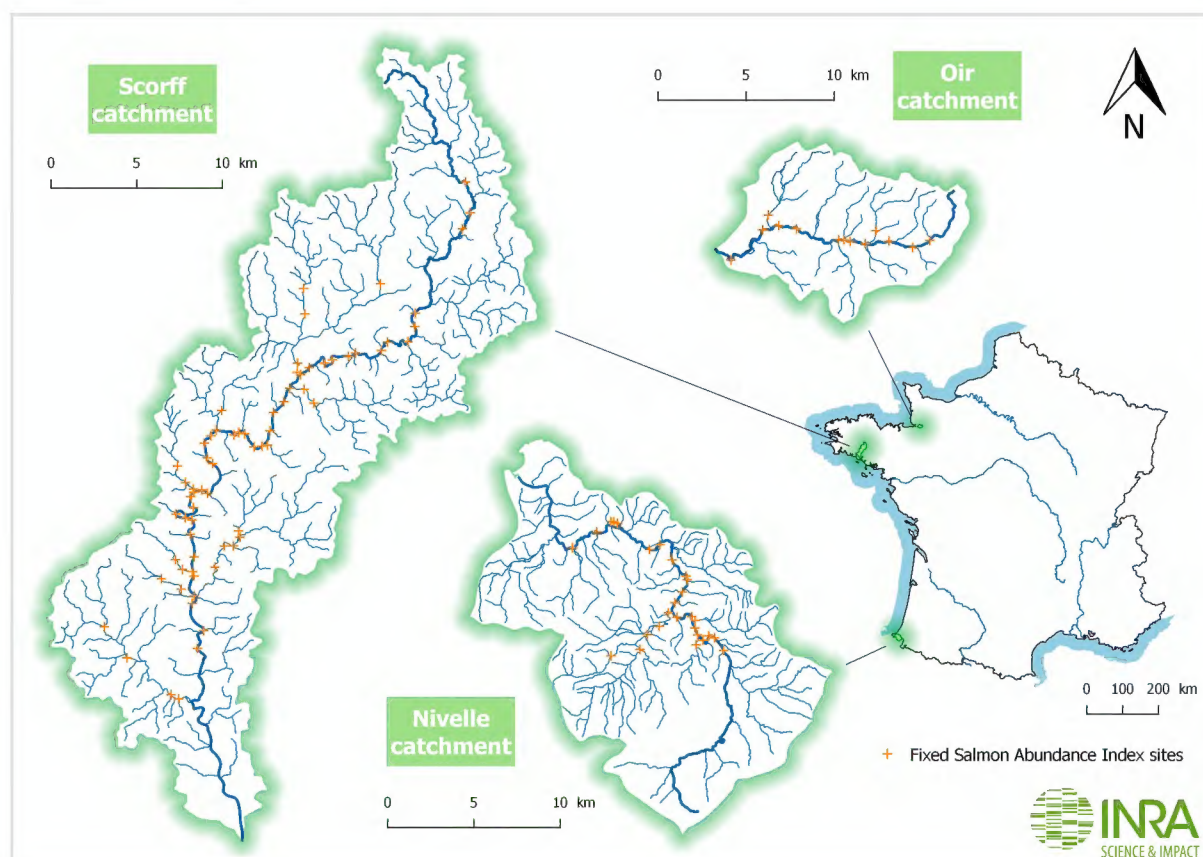 Scorff
catchment
0 5 10 km
0 5 10 km
Oir
catchment
N
Nivelle
catchment
0 5 10 km
0 100 200 km
+ Fixed Salmon Abundance Index sites
INRA
SCIENCE & IMPACT